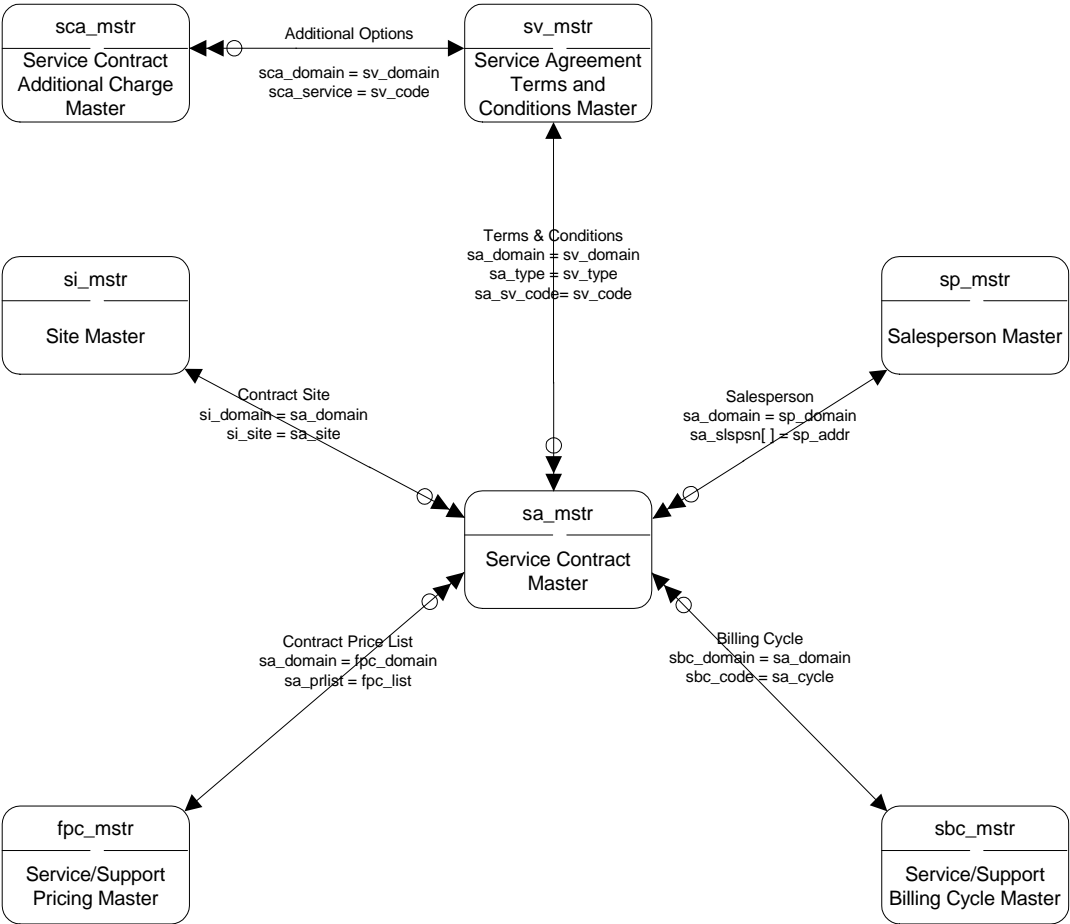 sca_mstr
Service Contract
Additional Charge
Master
Additional Options
sca_domain = sv_domain
sca_service = sv_code
sv_mstr
Service Agreement
Terms and
Conditions Master
Terms & Conditions
sa_domain = sv_domain
sa_type = sv_type
sa_sv_code= sv_code
si_mstr
Site Master
sp_mstr
Salesperson Master
Contract Site
si_domain = sa_domain
si_site = sa_site
Salesperson
sa_domain = sp_domain
sa_slspsn[ ] = sp_addr
sa_mstr
Service Contract
Master
Contract Price List
sa_domain = fpc_domain
sa_prlist = fpc_list
Billing Cycle
sbc_domain = sa_domain
sbc_code = sa_cycle
fpc_mstr
Service/Support
Pricing Master
sbc_mstr
Service/Support
Billing Cycle Master